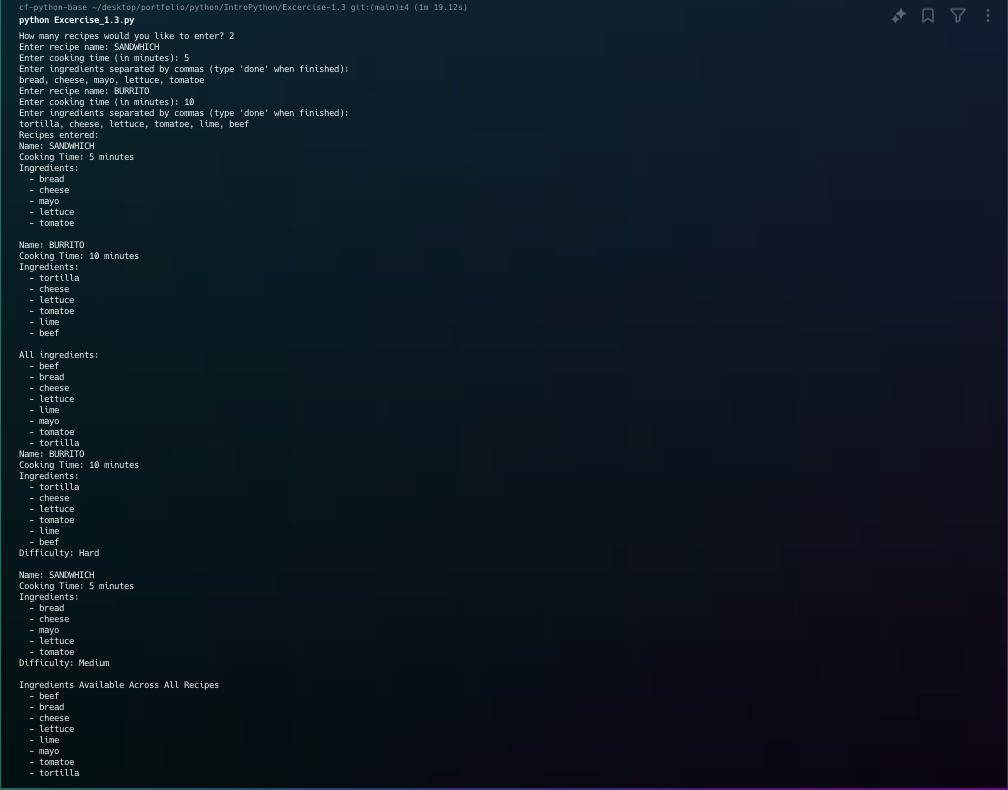 cf-python-base ~/desktop/portfolio/python/IntroPython/Excercise-1.3 git:(main)±4 (1m 19.12s)
python Excercise_1.3.py
How many recipes would you like to enter? 2
Enter recipe name: SANDWHICH
Enter cooking time (in minutes): 5
Enter ingredients separated by commas (type 'done' when finished):
bread, cheese, mayo, lettuce, tomatoe
Enter recipe name: BURRITO
Enter cooking time (in minutes): 10
Enter ingredients separated by commas (type 'done' when finished):
tortilla, cheese, lettuce, tomatoe, lime, beef
Recipes entered:
Name: SANDWHICH
Cooking Time: 5 minutes
Ingredients:
  - bread
  - cheese
  - mayo
  - lettuce
  - tomatoe

Name: BURRITO
Cooking Time: 10 minutes
Ingredients:
  - tortilla
  - cheese
  - lettuce
  - tomatoe
  - lime
  - beef

All ingredients:
  - beef
  - bread
  - cheese
  - lettuce
  - lime
  - mayo
  - tomatoe
  - tortilla
Name: BURRITO
Cooking Time: 10 minutes
Ingredients:
  - tortilla
  - cheese
  - lettuce
  - tomatoe
  - lime
  - beef
Difficulty: Hard

Name: SANDWHICH
Cooking Time: 5 minutes
Ingredients:
  - bread
  - cheese
  - mayo
  - lettuce
  - tomatoe
Difficulty: Medium

Ingredients Available Across All Recipes
  - beef
  - bread
  - cheese
  - lettuce
  - lime
  - mayo
  - tomatoe
  - tortilla